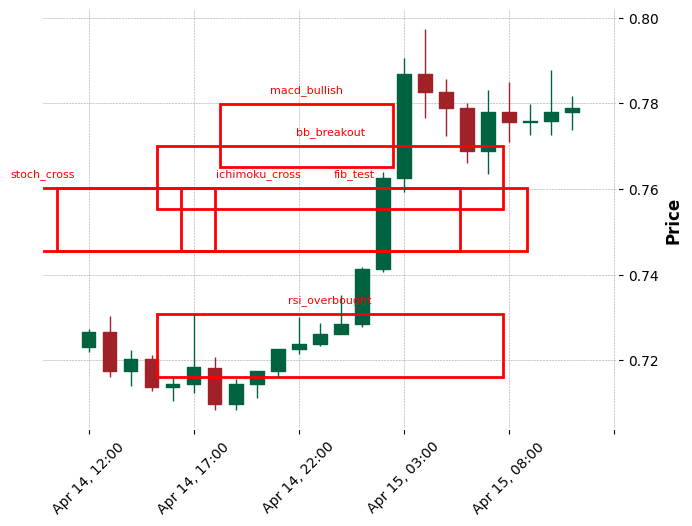 0.80
macd_bullish
0.78
bb_breakout
stoch_cross
ichimoku_cross
fib_test
0.76
Price
0.74
rsi_overbought
0.72
Apr 14, 12:00
Apr 14, 17:00
Apr 14, 22:00
Apr 15, 03:00
Apr 15, 08:00